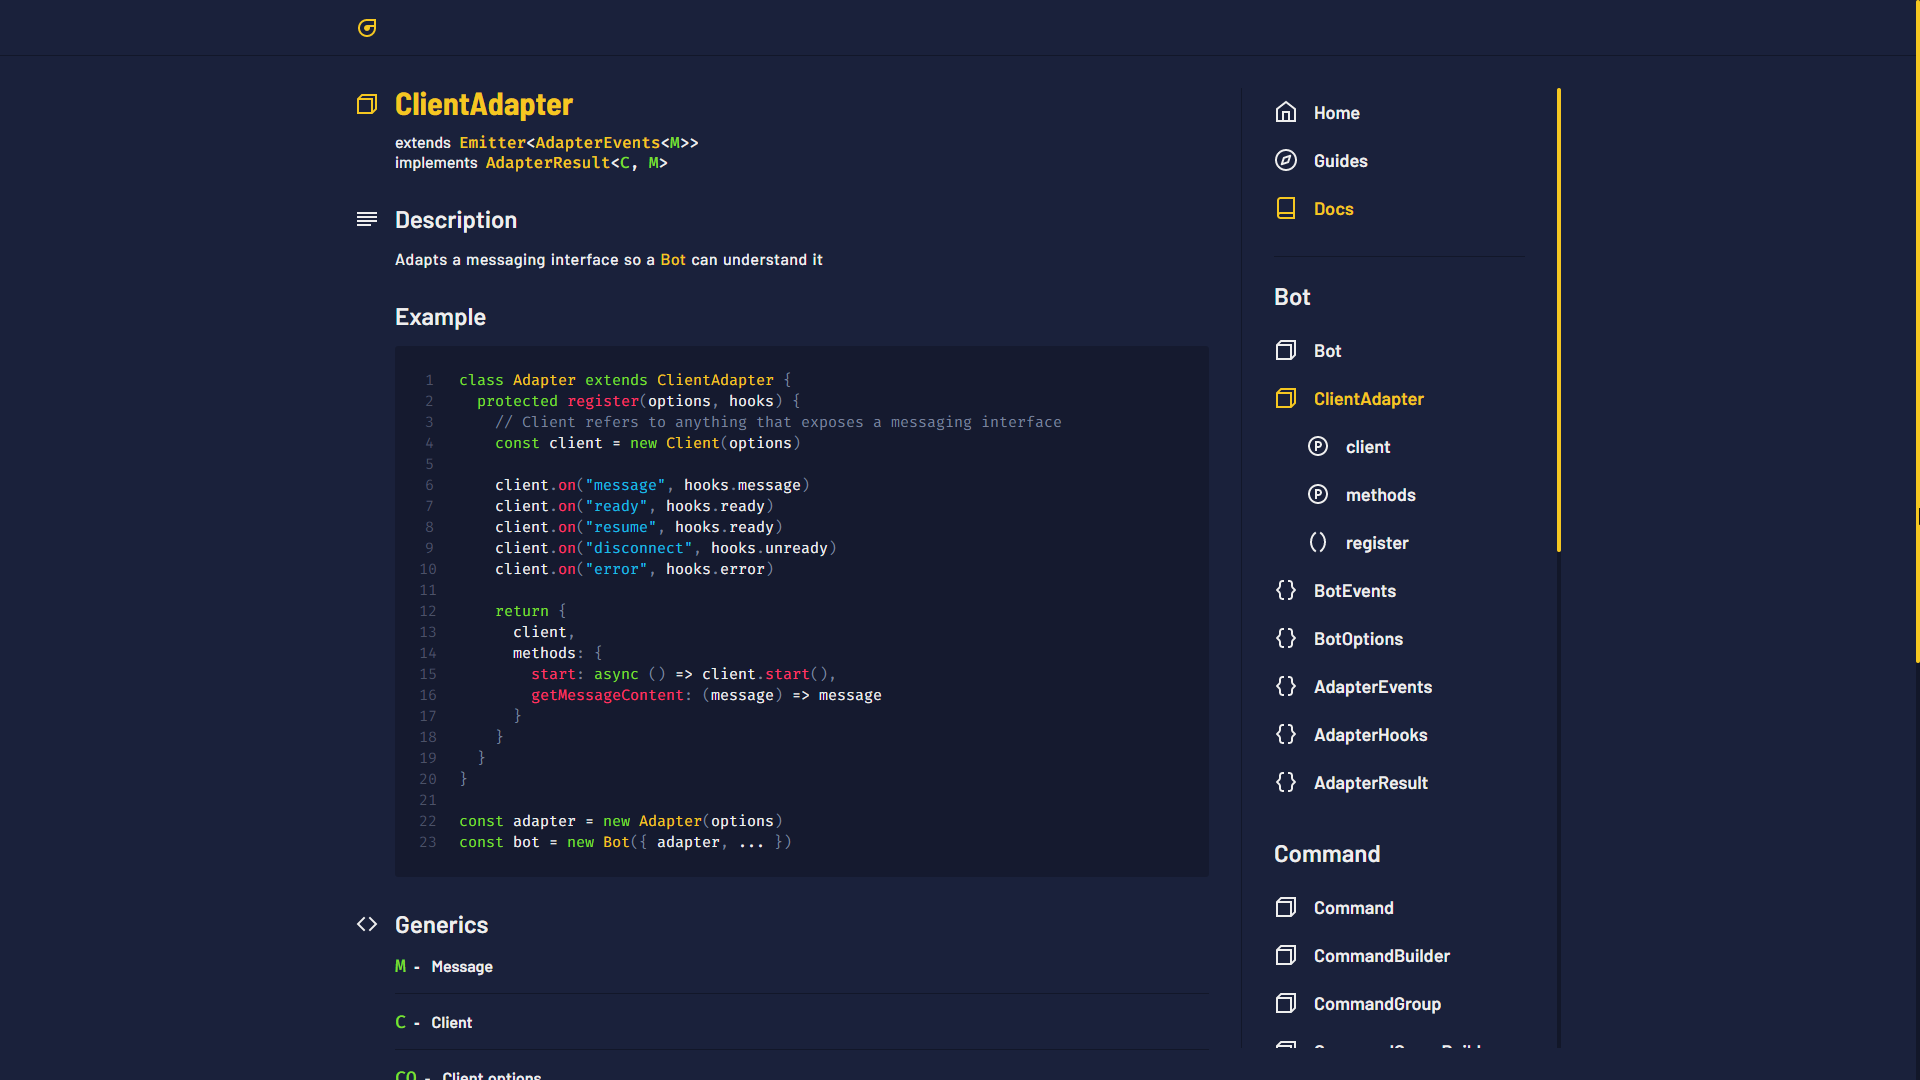 ClientAdapter
extends Emitter<AdapterEvents<M>>
implements AdapterResult<C, M>
Description
Adapts a messaging interface so a Bot can understand it
Example
1 class Adapter extends ClientAdapter {
2 protected register(options, hooks) {
3 // Client refers to anything that exposes a messaging interface
4 const client = new Client(options)
5
6 client.on("message", hooks.message)
7 client.on("ready", hooks.ready)
8 client.on("resume", hooks.ready)
9 client.on("disconnect", hooks.unready)
10 client.on("error", hooks.error)
11
12 return {
13 client,
14 methods: {
15 start: async () => client.start(),
16 getMessageContent: (message) => message
17 }
18 }
19 }
20 }
21
22 const adapter = new Adapter(options)
23 const bot = new Bot({ adapter, ... })
Generics
M - Message
C - Client
CO - Client options
Home
Guides
Docs
Bot
Bot
ClientAdapter
client
methods
register
BotEvents
BotOptions
AdapterEvents
AdapterHooks
AdapterResult
Command
Command
CommandBuilder
CommandGroup